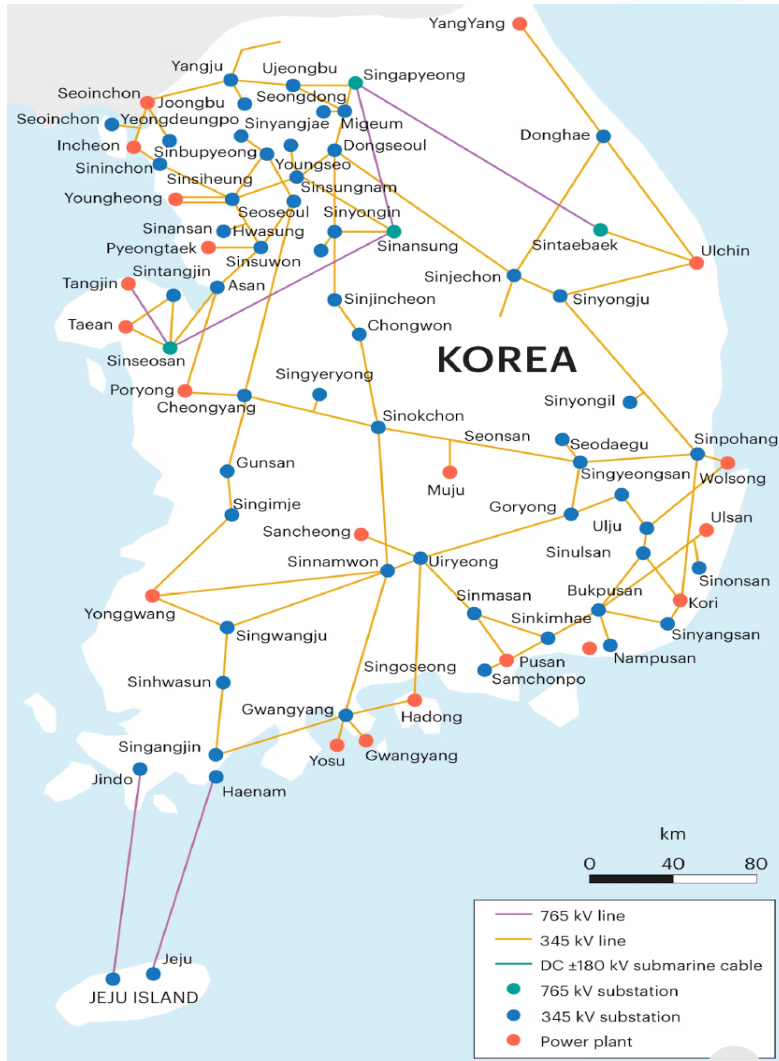 YangYang
Yangju
Ujeongbu
Singapyeong
Seoinchon
Joongbu
Seongdong
Seoinchon
Yeongdeungpo
Sinyangjae
Migeum
Donghae
Incheon
Sinbupyeong
Dongseoul
Sininchon
Youngseo
Sinsiheung
Sinsungnam
Youngheong
Seoseoul
Sinyongin
Sinansan
Hwasung
Sinansung
Sintaebaek
Pyeongtaek
Sinsuwon
Ulchin
Tangjin
Sintangjin
Asan
Sinjechon
Sinyongju
Sinjincheon
Taean
Chongwon
Sinseosan
KOREA
Poryong
Singyeryong
Cheongyang
Sinyongil
Sinokchon
Seonsan
Seodaegu
Sinpohang
Gunsan
Singyeongsan
Wolsong
Muju
Singimje
Goryong
Ulsan
Sancheong
Ulju
Sinnamwon
Uiryeong
Sinulsan
Sinonsan
Bukpusan
Yonggwang
Sinmasan
Kori
Singwangju
Sinkimhae
Sinyangsan
Nampusan
Singoseong
Pusan
Sinhwasun
Samchonpo
Gwangyang
Hadong
Singangjin
Yosu
Gwangyang
Jindo
Haenam
km
0 40 80
Jeju
JEJU ISLAND
765 kV line
345 kV line
DC ±180 kV submarine cable
765 kV substation
345 kV substation
Power plant